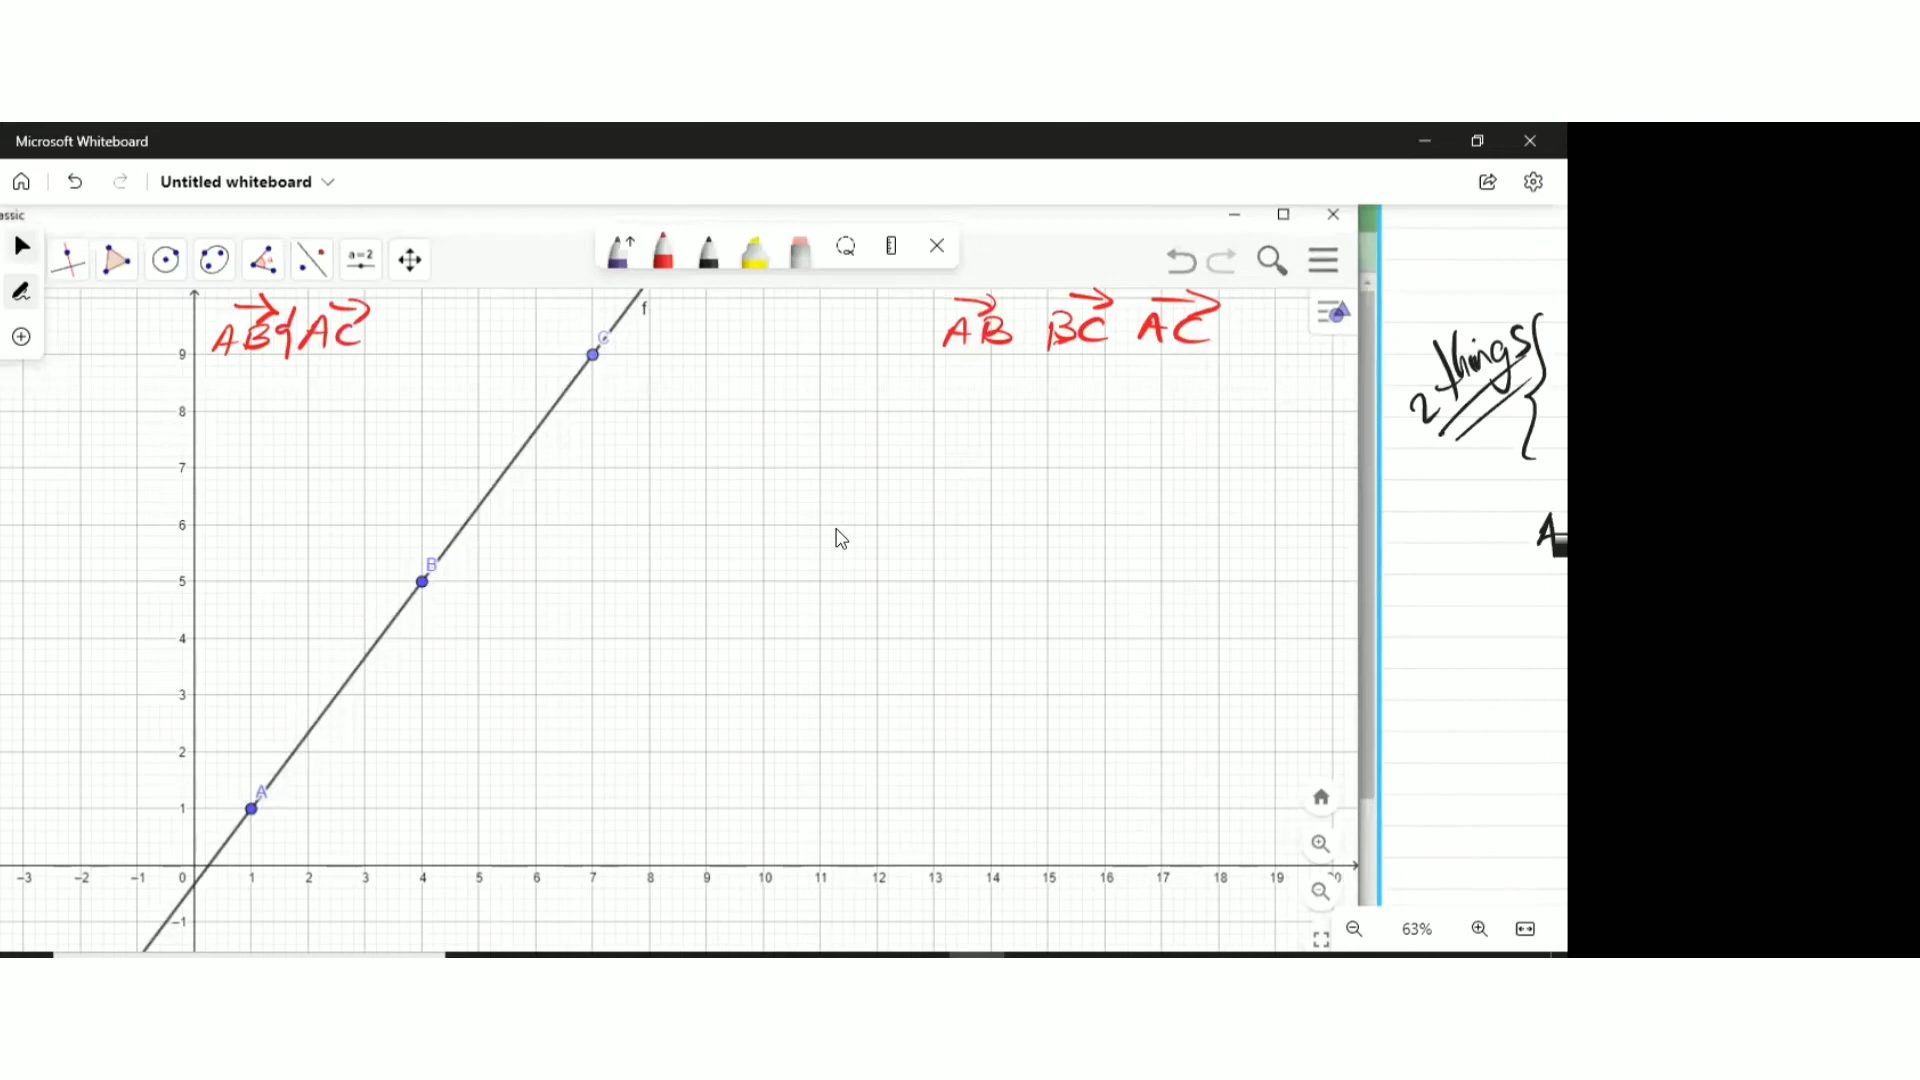 Microsoft Whiteboard
Untitled whiteboard
assic
a=2
AB & AC
f
AB BC AC
2 things
C
9
8
7
6
B
5
4
3
2
A
1
-3 -2 -1 0 1 2 3 4 5 6 7 8 9 10 11 12 13 14 15 16 17 18 19
-1
A
63%